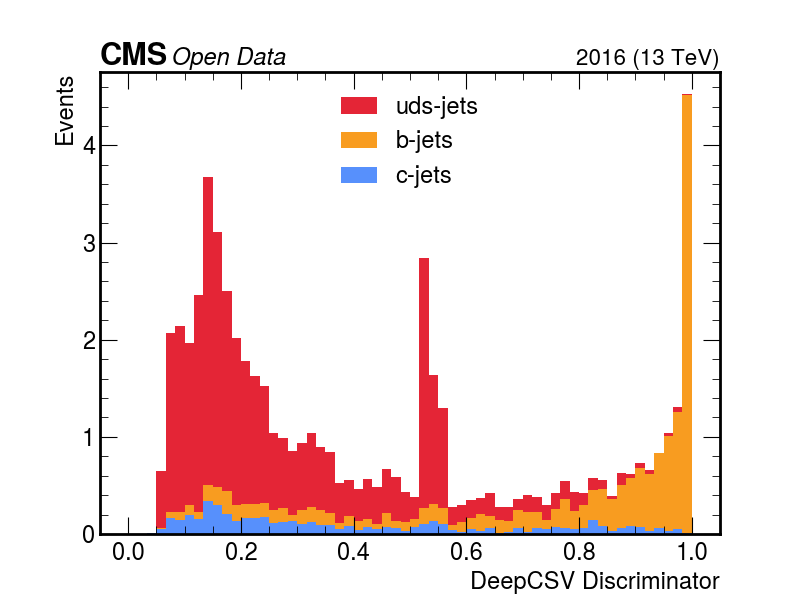 CMS Open Data 2016 (13 TeV)
Events
uds-jets
b-jets
c-jets
4
3
2
1
0
0.0 0.2 0.4 0.6 0.8 1.0
DeepCSV Discriminator